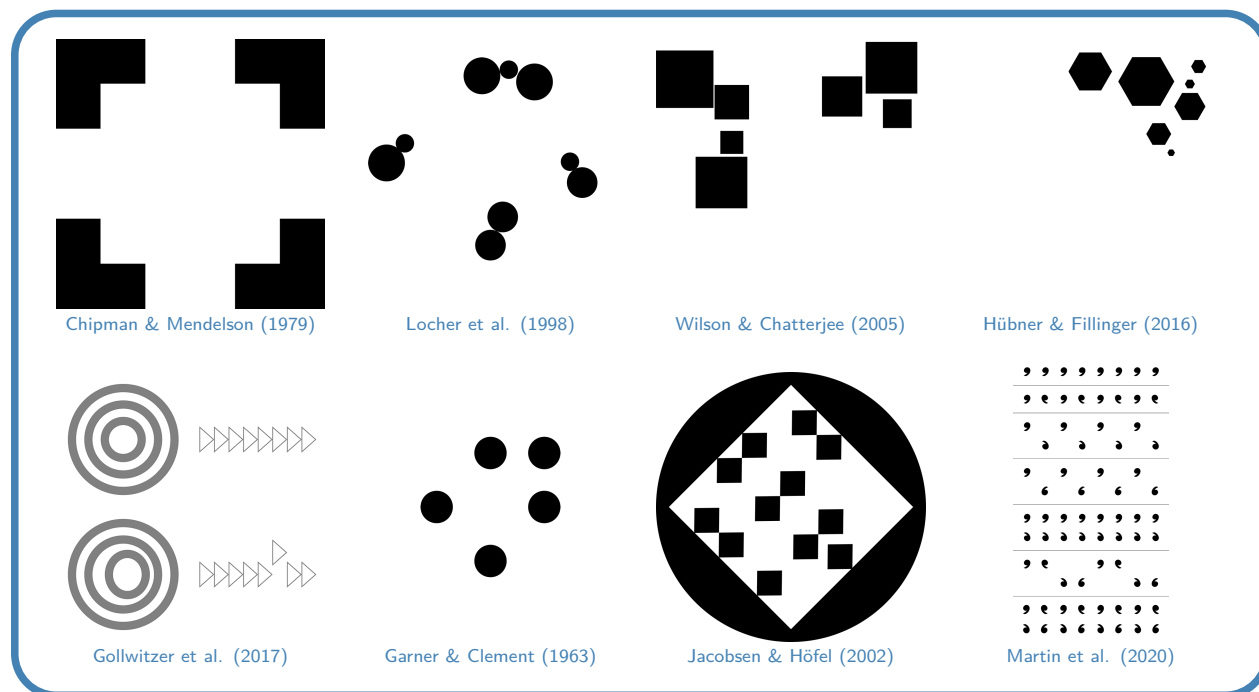 Chipman & Mendelson (1979)
Locher et al. (1998)
Wilson & Chatterjee (2005)
Hübner & Fillinger (2016)
Gollwitzer et al. (2017)
Garner & Clement (1963)
Jacobsen & Höfel (2002)
Martin et al. (2020)